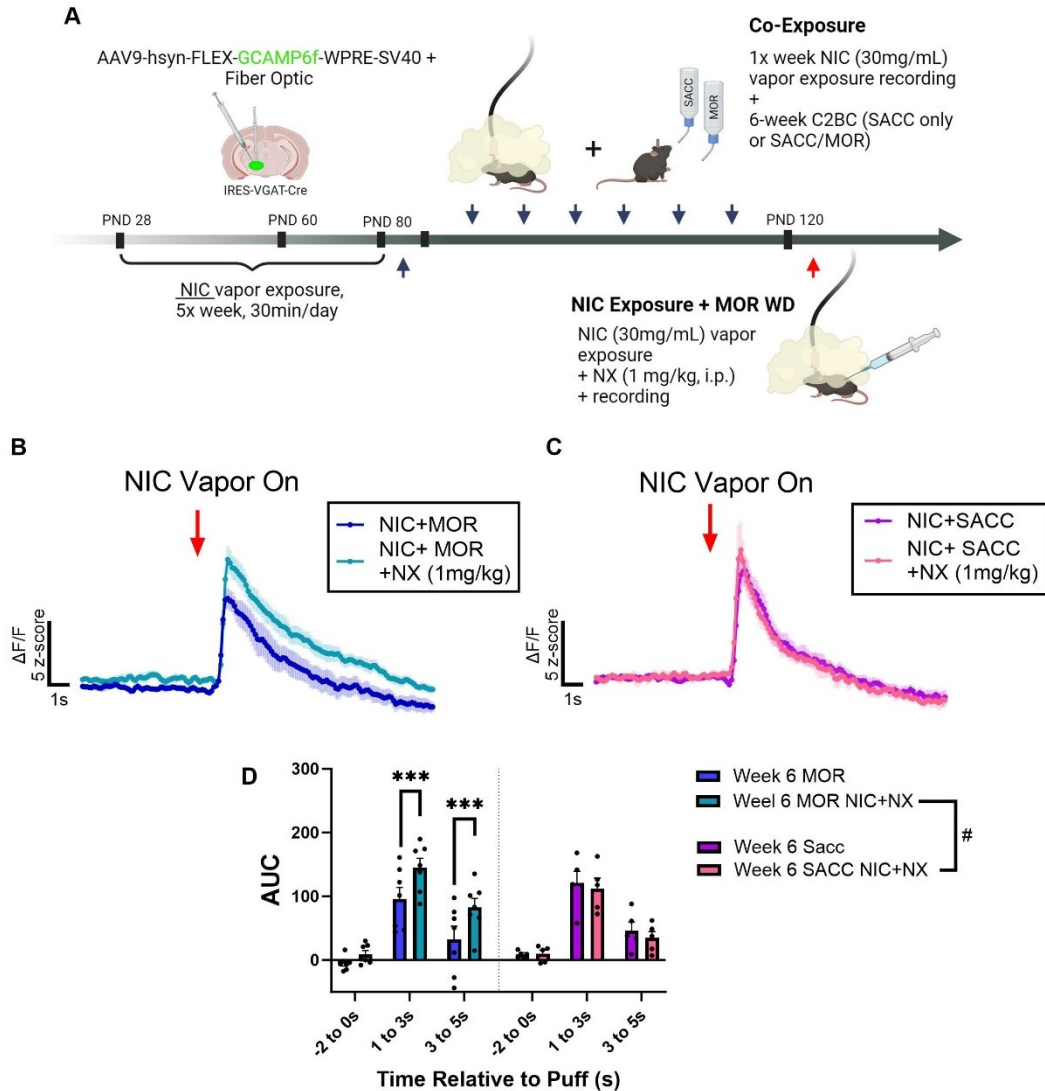 A
AAV9-hsyn-FLEX-GCAMP6f-WPRE-SV40 +
Fiber Optic
IRES-VGAT-Cre
SACC
MOR
Co-Exposure
1x week NIC (30mg/mL)
vapor exposure recording
+
6-week C2BC (SACC only
or SACC/MOR)
+
PND 28
PND 60
PND 80
PND 120
NIC vapor exposure,
5x week, 30min/day
NIC Exposure + MOR WD
NIC (30mg/mL) vapor
exposure
+ NX (1 mg/kg, i.p.)
+ recording
B
NIC Vapor On
NIC+MOR
NIC+ MOR
+NX (1mg/kg)
ΔF/F
5 z-score
1s
C
NIC Vapor On
NIC+SACC
NIC+ SACC
+NX (1mg/kg)
ΔF/F
5 z-score
1s
D
AUC
300
200
100
0
***
***
-2 to 0s
1 to 3s
3 to 5s
-2 to 0s
1 to 3s
3 to 5s
Time Relative to Puff (s)
Week 6 MOR
Weel 6 MOR NIC+NX
Week 6 Sacc
Week 6 SACC NIC+NX
#